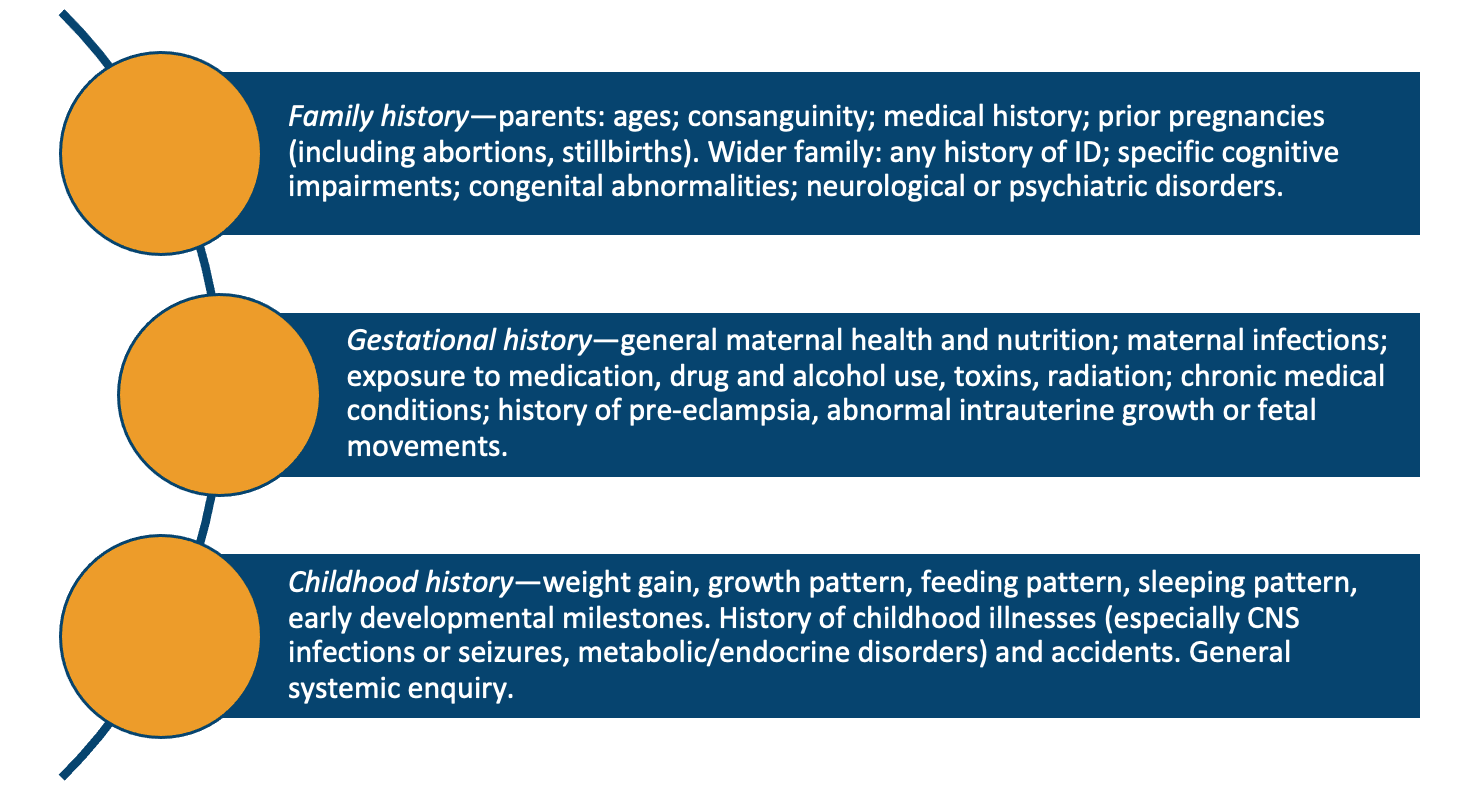 Family history—parents: ages; consanguinity; medical history; prior pregnancies
(including abortions, stillbirths). Wider family: any history of ID; specific cognitive
impairments; congenital abnormalities; neurological or psychiatric disorders.
Gestational history—general maternal health and nutrition; maternal infections;
exposure to medication, drug and alcohol use, toxins, radiation; chronic medical
conditions; history of pre-eclampsia, abnormal intrauterine growth or fetal
movements.
Childhood history—weight gain, growth pattern, feeding pattern, sleeping pattern,
early developmental milestones. History of childhood illnesses (especially CNS
infections or seizures, metabolic/endocrine disorders) and accidents. General
systemic enquiry.